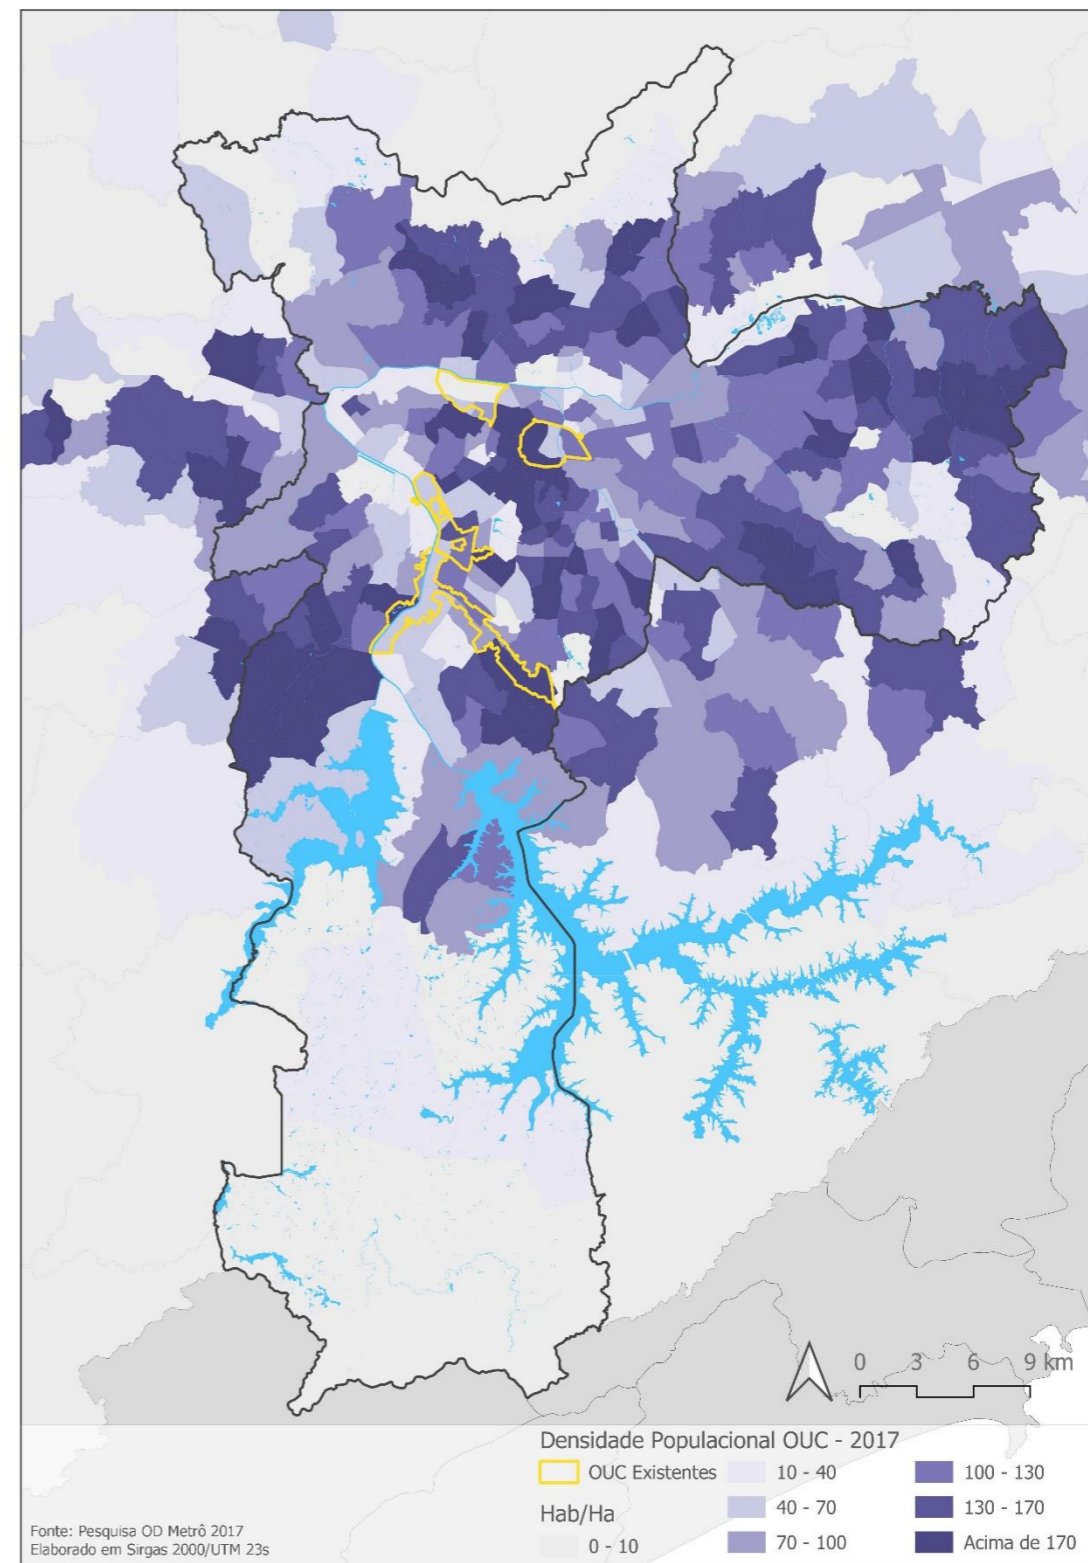 0 3 6 9 km
Densidade Populacional OUC - 2017
OUC Existentes
Hab/Ha
0 - 10
10 - 40
40 - 70
70 - 100
100 - 130
130 - 170
Acima de 170
Fonte: Pesquisa OD Metrô 2017
Elaborado em Sirgas 2000/UTM 23s